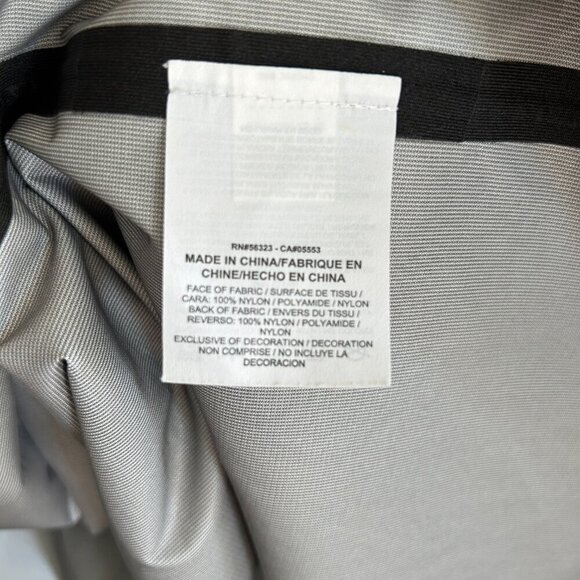 RN#56323 - CA#05553
MADE IN CHINA/FABRIQUE EN
CHINE/HECHO EN CHINA
FACE OF FABRIC / SURFACE DE TISSU /
CARA: 100% NYLON / POLYAMIDE / NYLON
BACK OF FABRIC / ENVERS DU TISSU /
REVERSO: 100% NYLON / POLYAMIDE /
NYLON
EXCLUSIVE OF DECORATION / DECORATION
NON COMPRISE / NO INCLUYE LA
DECORACION